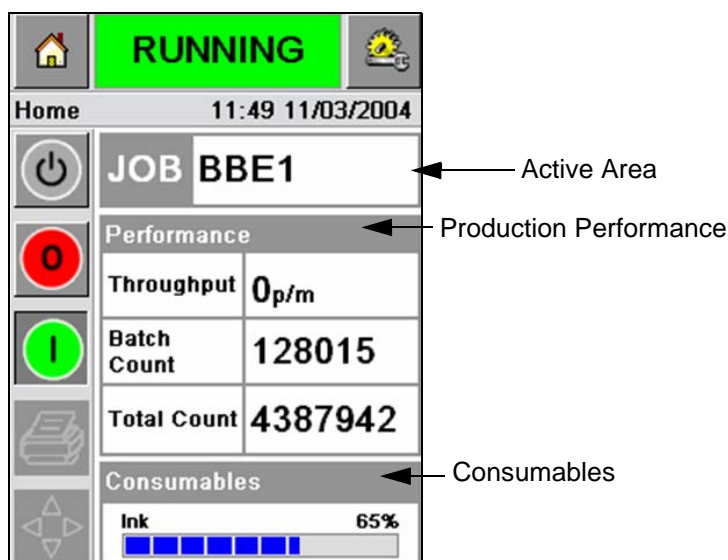 RUNNING
Home 11:49 11/03/2004
JOB BBE1
Active Area
Performance
Production Performance
O
Throughput 0p/m
I
Batch
Count 128015
Total Count 4387942
Consumables
Consumables
Ink 65%